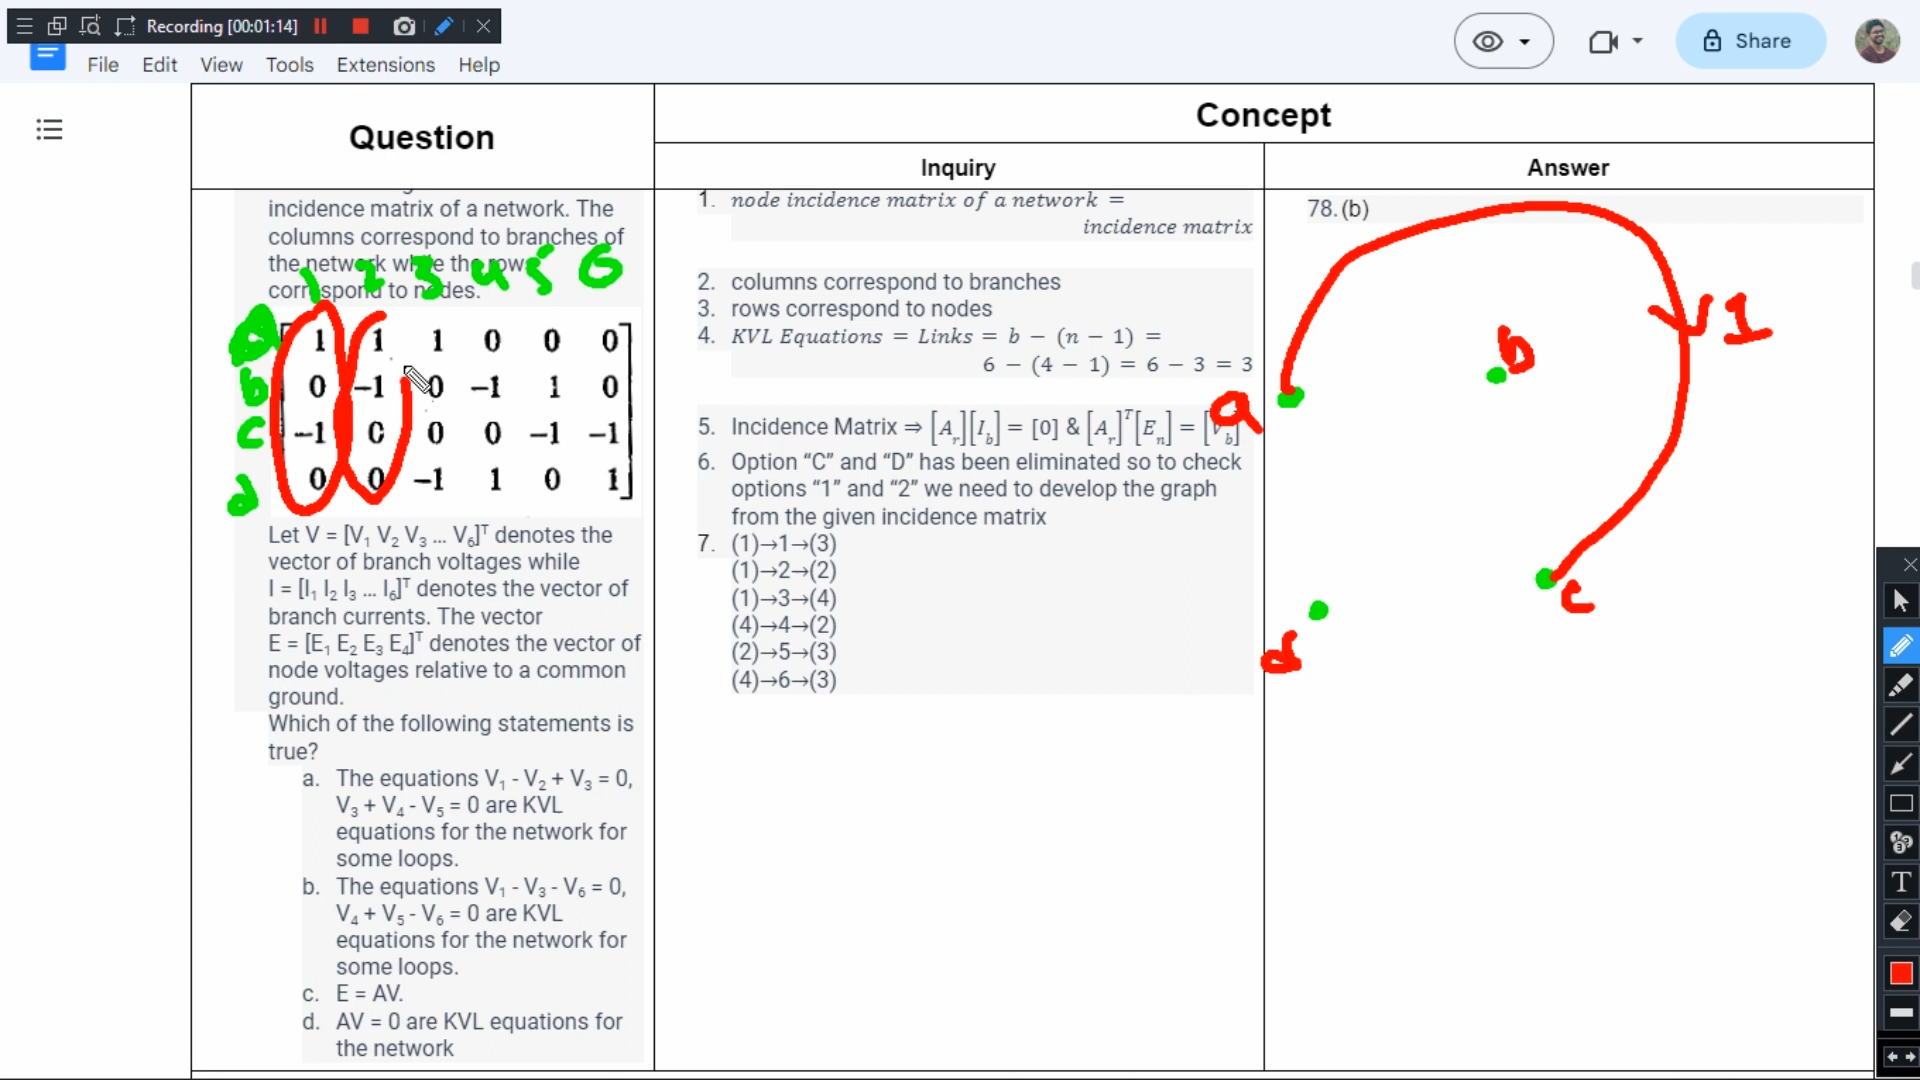 Recording [00:01:14]
File Edit View Tools Extensions Help
Share
Question
Concept
Inquiry
Answer
incidence matrix of a network. The
columns correspond to branches of
the network while the rows
correspond to nodes.
1 2 3 4 5 6
a 1 1 1 0 0 0
b 0 -1 0 -1 1 0
c -1 0 0 0 -1 -1
d 0 0 -1 1 0 1
Let V = [V₁ V₂ V₃ ... V₆]ᵀ denotes the
vector of branch voltages while
I = [I₁ I₂ I₃ ... I₆]ᵀ denotes the vector of
branch currents. The vector
E = [E₁ E₂ E₃ E₄]ᵀ denotes the vector of
node voltages relative to a common
ground.
Which of the following statements is
true?
a. The equations V₁ - V₂ + V₃ = 0,
V₃ + V₄ - V₅ = 0 are KVL
equations for the network for
some loops.
b. The equations V₁ - V₃ - V₆ = 0,
V₄ + V₅ - V₆ = 0 are KVL
equations for the network for
some loops.
c. E = AV.
d. AV = 0 are KVL equations for
the network
1. node incidence matrix of a network =
incidence matrix
2. columns correspond to branches
3. rows correspond to nodes
4. KVL Equations = Links = b − (n − 1) =
6 − (4 − 1) = 6 − 3 = 3
5. Incidence Matrix ⇒ [Aᵣ][I_b] = [0] & [Aᵣ]ᵀ[Eₙ] = [V_b]
6. Option “C” and “D” has been eliminated so to check
options “1” and “2” we need to develop the graph
from the given incidence matrix
7. (1)→1→(3)
(1)→2→(2)
(1)→3→(4)
(4)→4→(2)
(2)→5→(3)
(4)→6→(3)
78. (b)
1
b
a
c
d